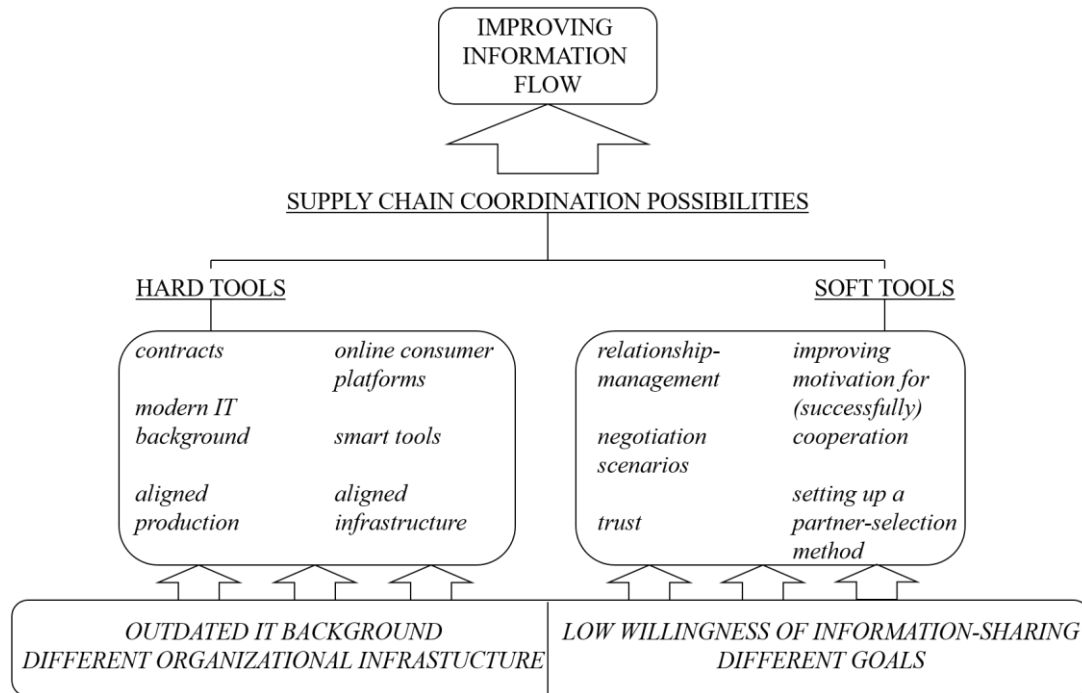 IMPROVING
INFORMATION
FLOW
SUPPLY CHAIN COORDINATION POSSIBILITIES
HARD TOOLS
contracts
modern IT
background
aligned
production
online consumer
platforms
smart tools
aligned
infrastructure
SOFT TOOLS
relationship-
management
negotiation
scenarios
trust
improving
motivation for
(successfully)
cooperation
setting up a
partner-selection
method
OUTDATED IT BACKGROUND
DIFFERENT ORGANIZATIONAL INFRASTUCTURE
LOW WILLINGNESS OF INFORMATION-SHARING
DIFFERENT GOALS